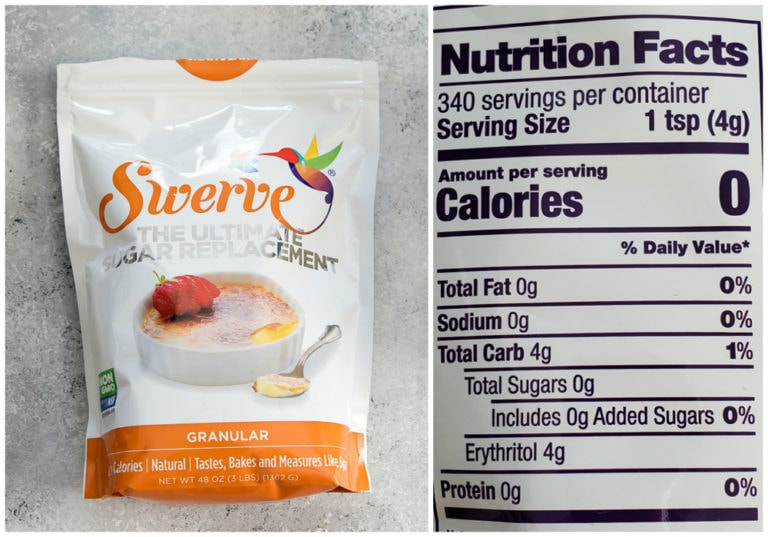 Swerve®
THE ULTIMATE
SUGAR REPLACEMENT
NON
GMO
NSF
GRANULAR
Calories | Natural | Tastes, Bakes and Measures Like
NET WT 48 OZ (3 LBS) (1362 G)
Nutrition Facts
340 servings per container
Serving Size 1 tsp (4g)
Amount per serving
Calories 0
% Daily Value*
Total Fat 0g 0%
Sodium 0g 0%
Total Carb 4g 1%
Total Sugars 0g
Includes 0g Added Sugars 0%
Erythritol 4g
Protein 0g 0%